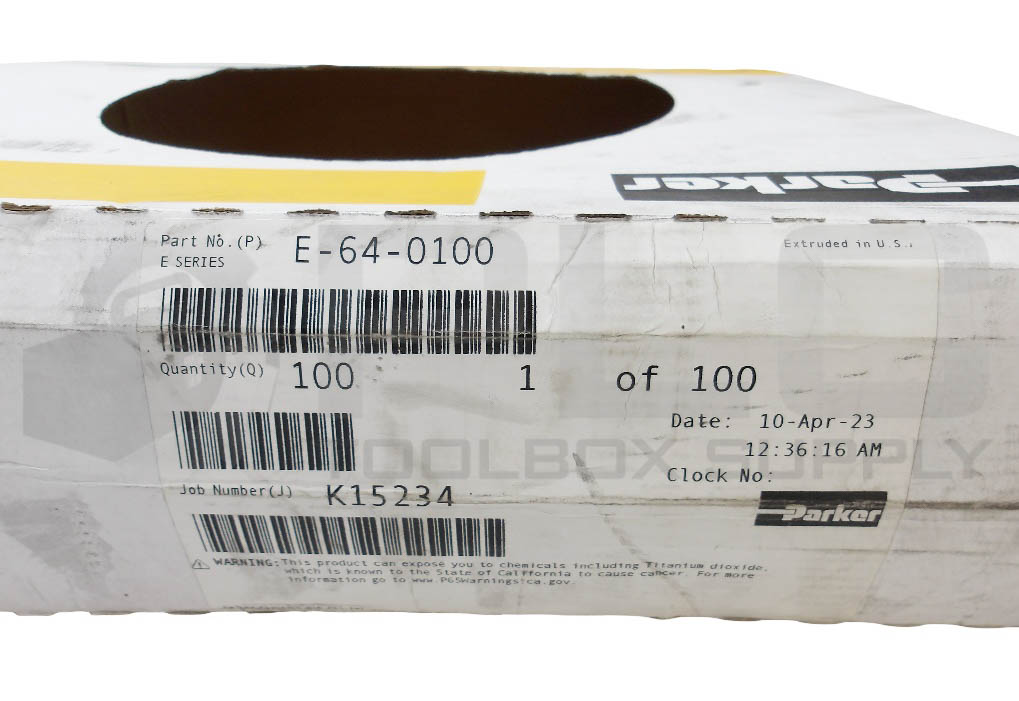 Parker
Part No.(P) E-64-0100
E SERIES
Extruded in U.S.
Quantity(Q) 100 1 of 100
Date: 10-Apr-23
12:36:16 AM
Clock No:
Job Number(J) K15234
Parker
WARNING: This product can expose you to chemicals including Titanium dioxide,
which is known to the State of California to cause cancer. For more
information go to www.P65Warnings.ca.gov.
TOOLBOX SUPPLY